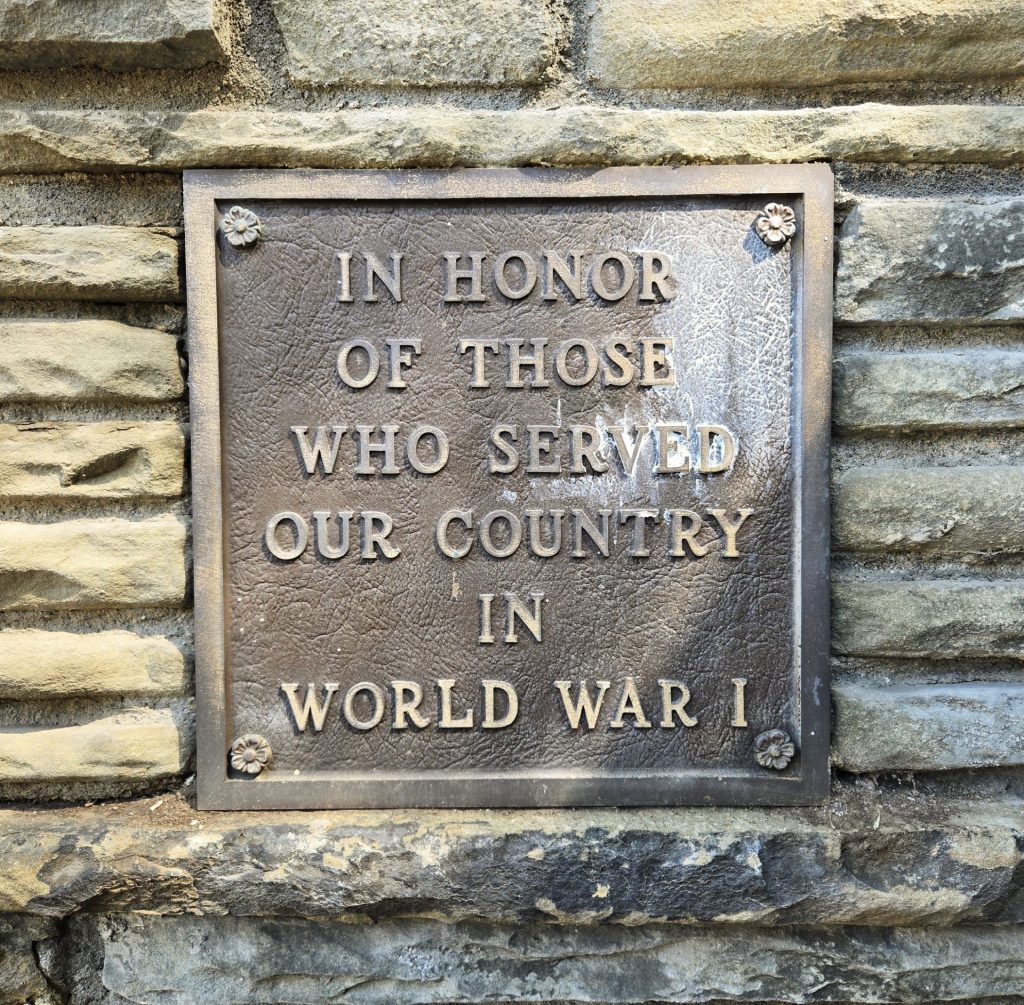 IN HONOR
OF THOSE
WHO SERVED
OUR COUNTRY
IN
WORLD WAR I